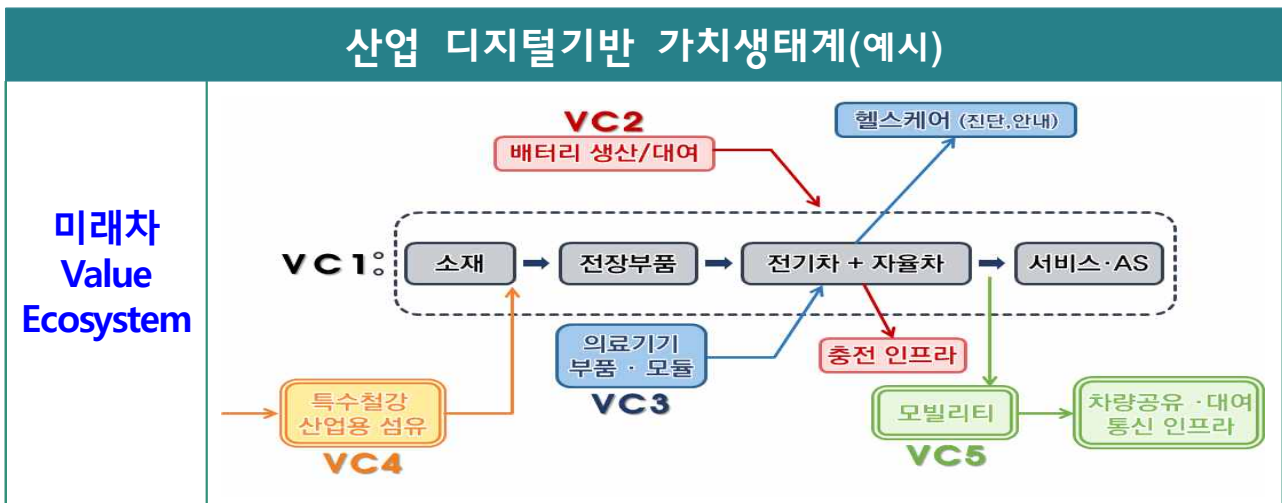 산업 디지털기반 가치생태계(예시)
미래차
Value
Ecosystem
VC2
배터리 생산/대여
헬스케어 (진단,안내)
VC1:
소재
전장부품
전기차 + 자율차
서비스·AS
의료기기
부품 · 모듈
VC3
충전 인프라
특수철강
산업용 섬유
VC4
모빌리티
VC5
차량공유 ·대여
통신 인프라